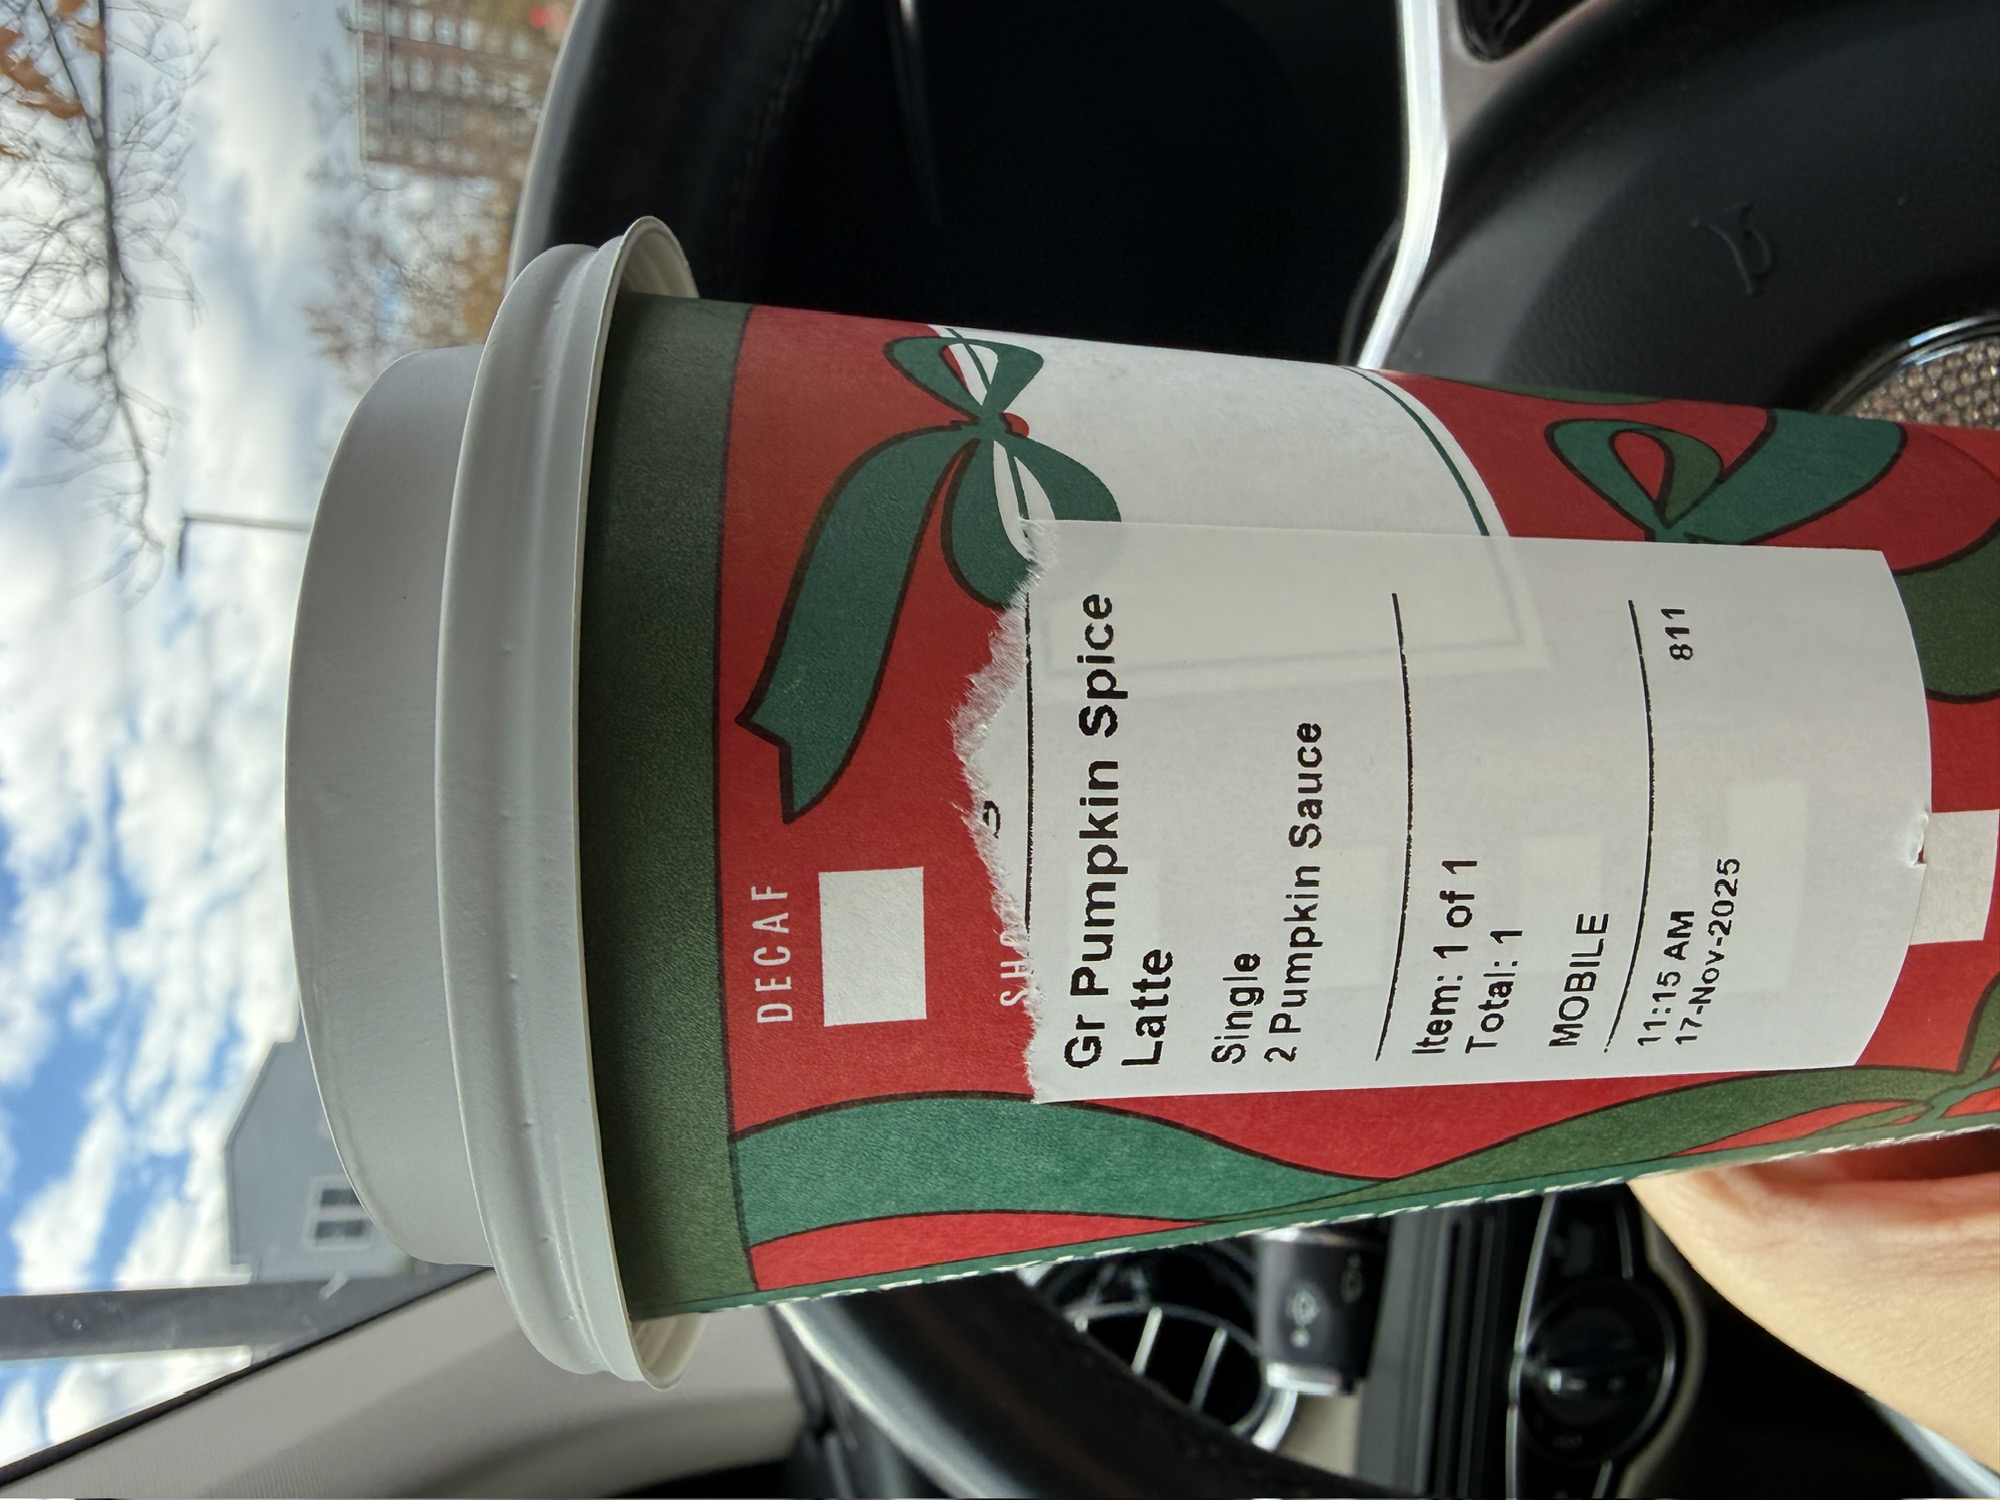 DECAF
Gr Pumpkin Spice
Latte
Single
2 Pumpkin Sauce
Item: 1 of 1
Total: 1
MOBILE
11:15 AM 811
17-Nov-2025